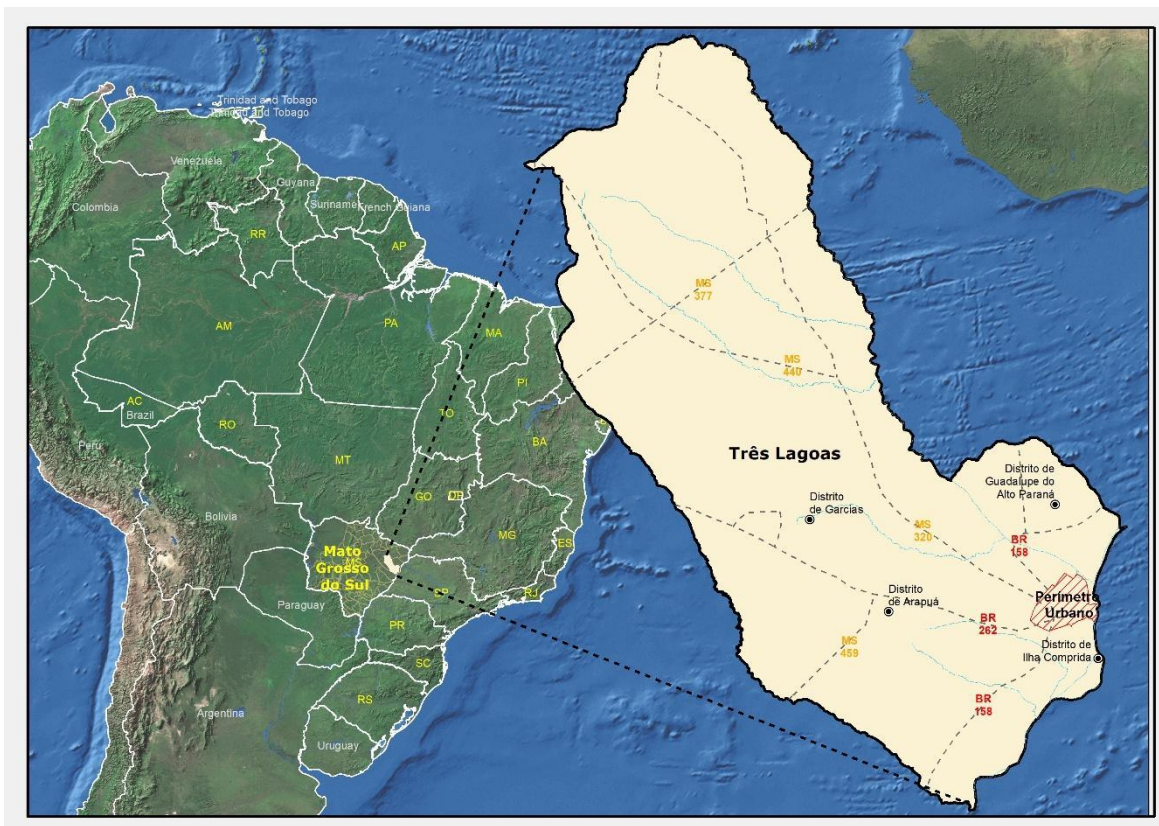 Trinidad and Tobago
Trinidad and Tobago
Venezuela
Guyana
Suriname
French Guiana
Colombia
RR
AP
AM
PA
MA
PI
AC
Brazil
RO
TO
BA
Peru
MT
GO
DF
Bolivia
MG
ES
Mato
Grosso
do Sul
MS
SP
RJ
Paraguay
PR
SC
RS
Argentina
Uruguay
MS
377
MS
440
Três Lagoas
Distrito
de Garcias
Distrito de
Guadalupe do
Alto Paraná
MS
320
BR
158
Distrito
de Arapuá
Perímetro
Urbano
BR
262
MS
459
Distrito de
Ilha Comprida
BR
158